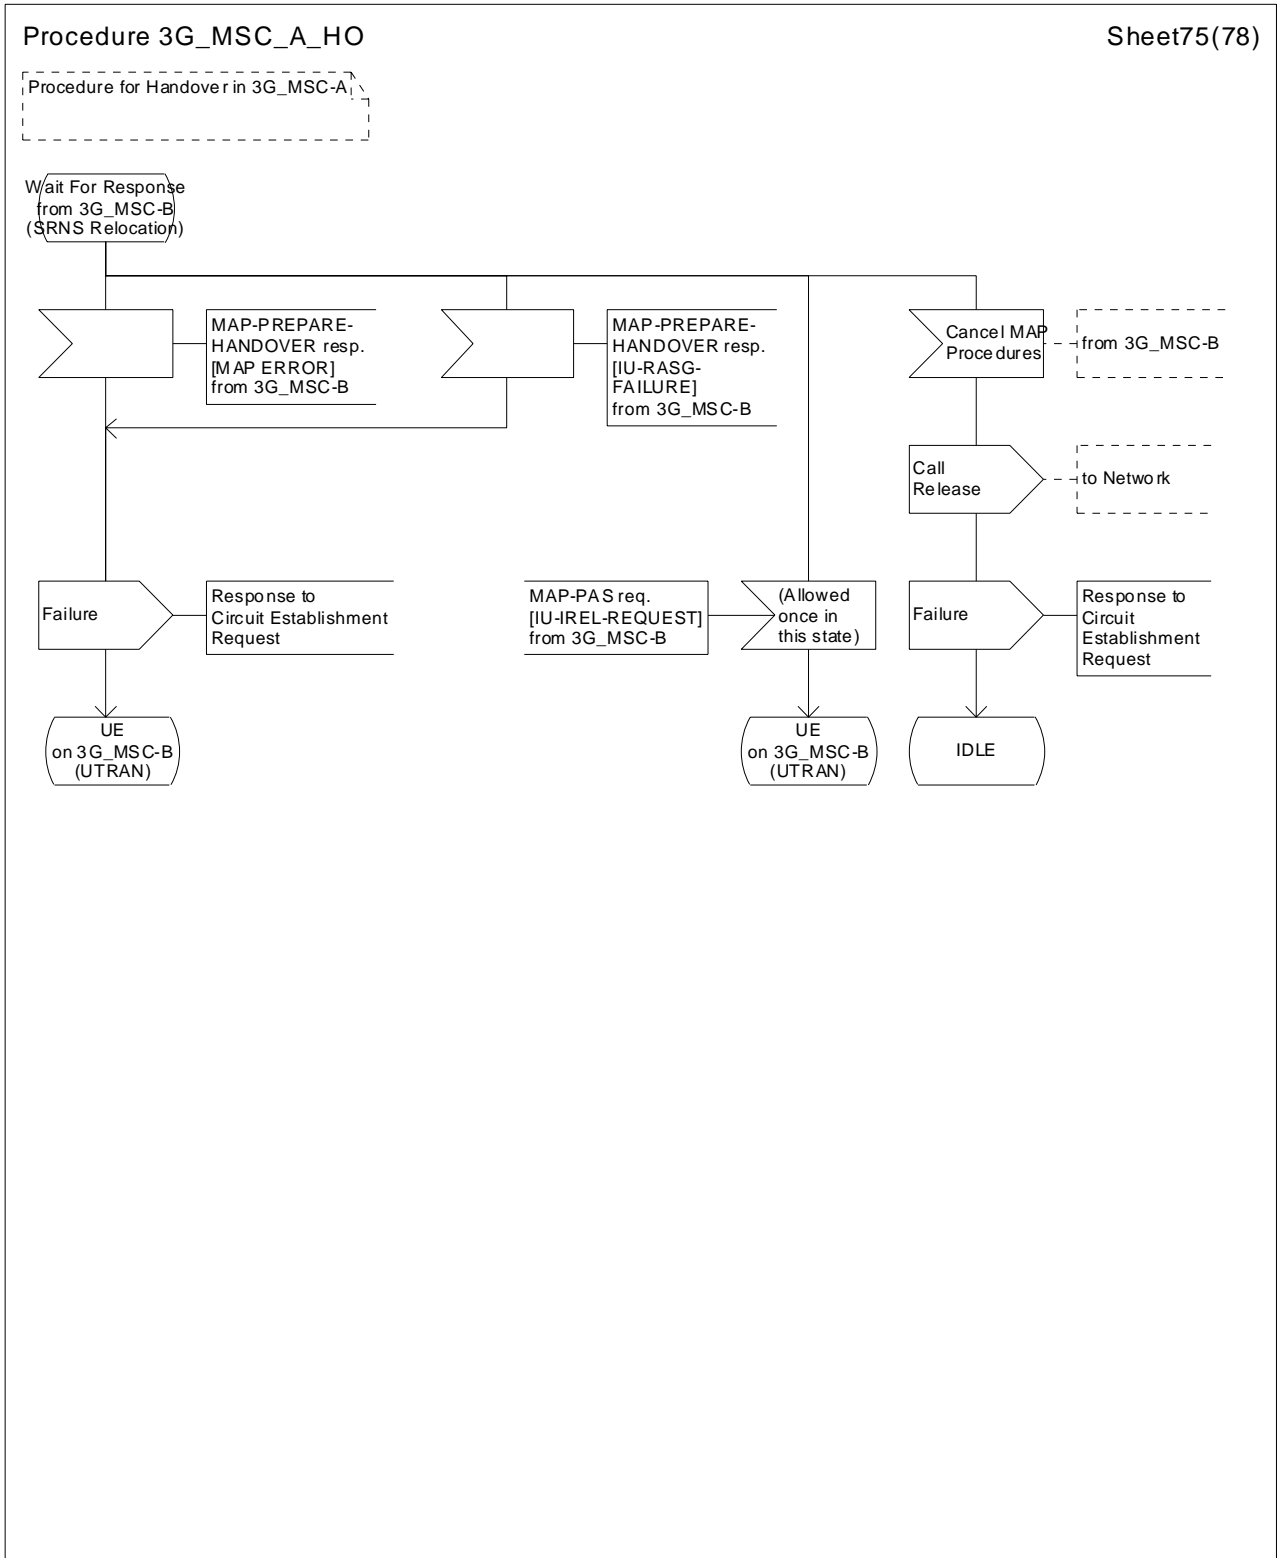 Procedure 3G_MSC_A_HO
Sheet75(78)
Procedure for Handover in 3G_MSC-A
Wait For Response
from 3G_MSC-B
(SRNS Relocation)
MAP-PREPARE-
HANDOVER resp.
[MAP ERROR]
from 3G_MSC-B
MAP-PREPARE-
HANDOVER resp.
[IU-RASG-
FAILURE]
from 3G_MSC-B
Cancel MAP
Procedures
from 3G_MSC-B
Call
Release
to Network
Failure
Response to
Circuit Establishment
Request
MAP-PAS req.
[IU-IREL-REQUEST]
from 3G_MSC-B
(Allowed
once in
this state)
Failure
Response to
Circuit
Establishment
Request
UE
on 3G_MSC-B
(UTRAN)
UE
on 3G_MSC-B
(UTRAN)
IDLE